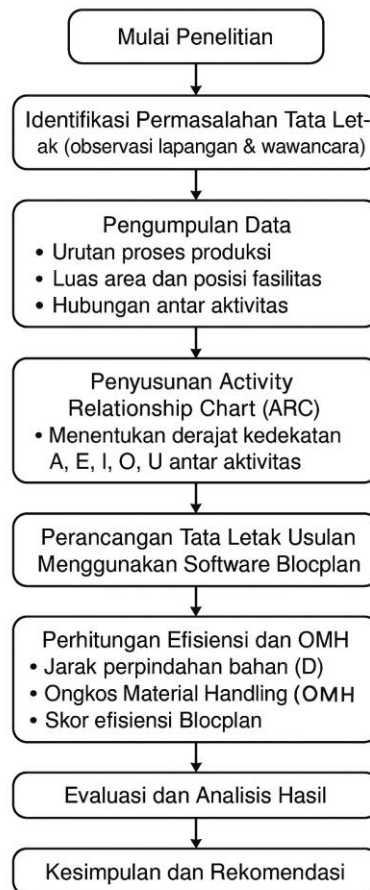 Mulai Penelitian
Identifikasi Permasalahan Tata Let-
ak (observasi lapangan & wawancara)
Pengumpulan Data
• Urutan proses produksi
• Luas area dan posisi fasilitas
• Hubungan antar aktivitas
Penyusunan Activity
Relationship Chart (ARC)
• Menentukan derajat kedekatan
A, E, I, O, U antar aktivitas
Perancangan Tata Letak Usulan
Menggunakan Software Blocplan
Perhitungan Efisiensi dan OMH
• Jarak perpindahan bahan (D)
• Ongkos Material Handling (OMH
• Skor efisiensi Blocplan
Evaluasi dan Analisis Hasil
Kesimpulan dan Rekomendasi